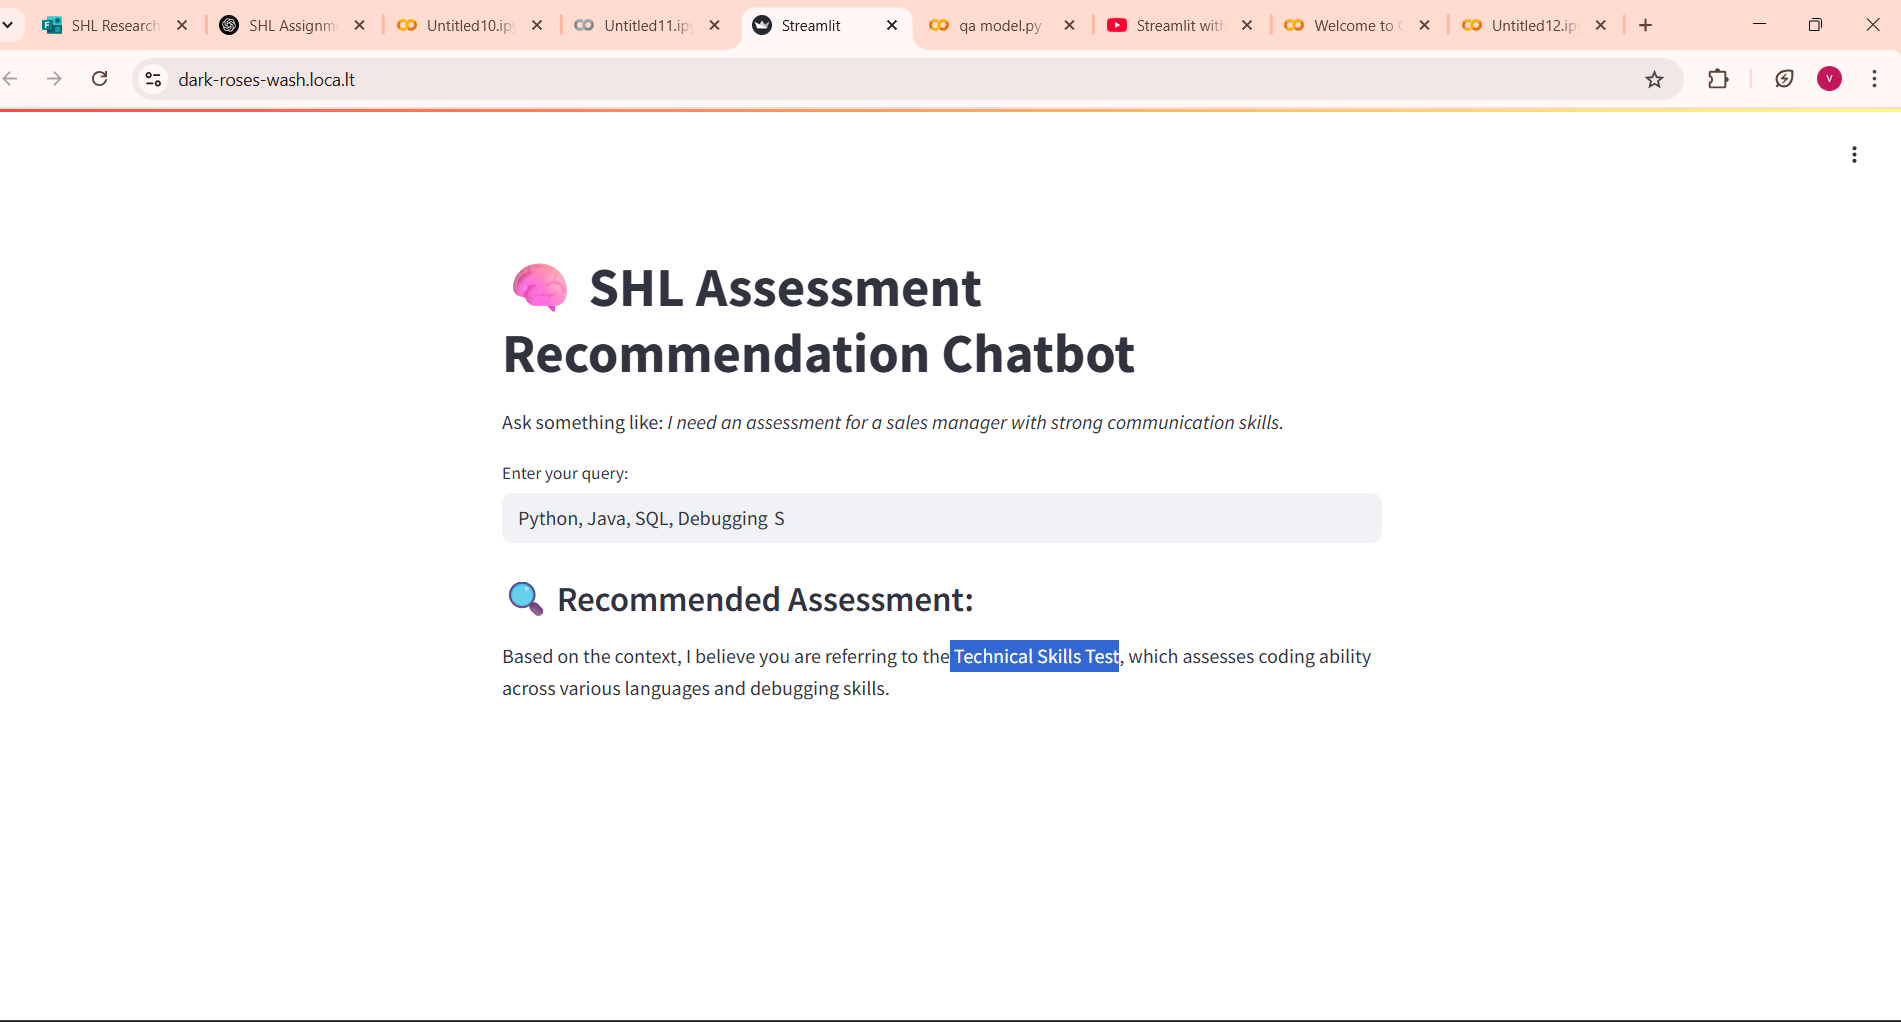 SHL Research
SHL Assignm
Untitled10.ip
Untitled11.ip
Streamlit
qa model.py
Streamlit with
Welcome to C
Untitled12.ip
dark-roses-wash.loca.lt
V
SHL Assessment
Recommendation Chatbot
Ask something like: I need an assessment for a sales manager with strong communication skills.
Enter your query:
Python, Java, SQL, Debugging S
Recommended Assessment:
Based on the context, I believe you are referring to the Technical Skills Test, which assesses coding ability
across various languages and debugging skills.